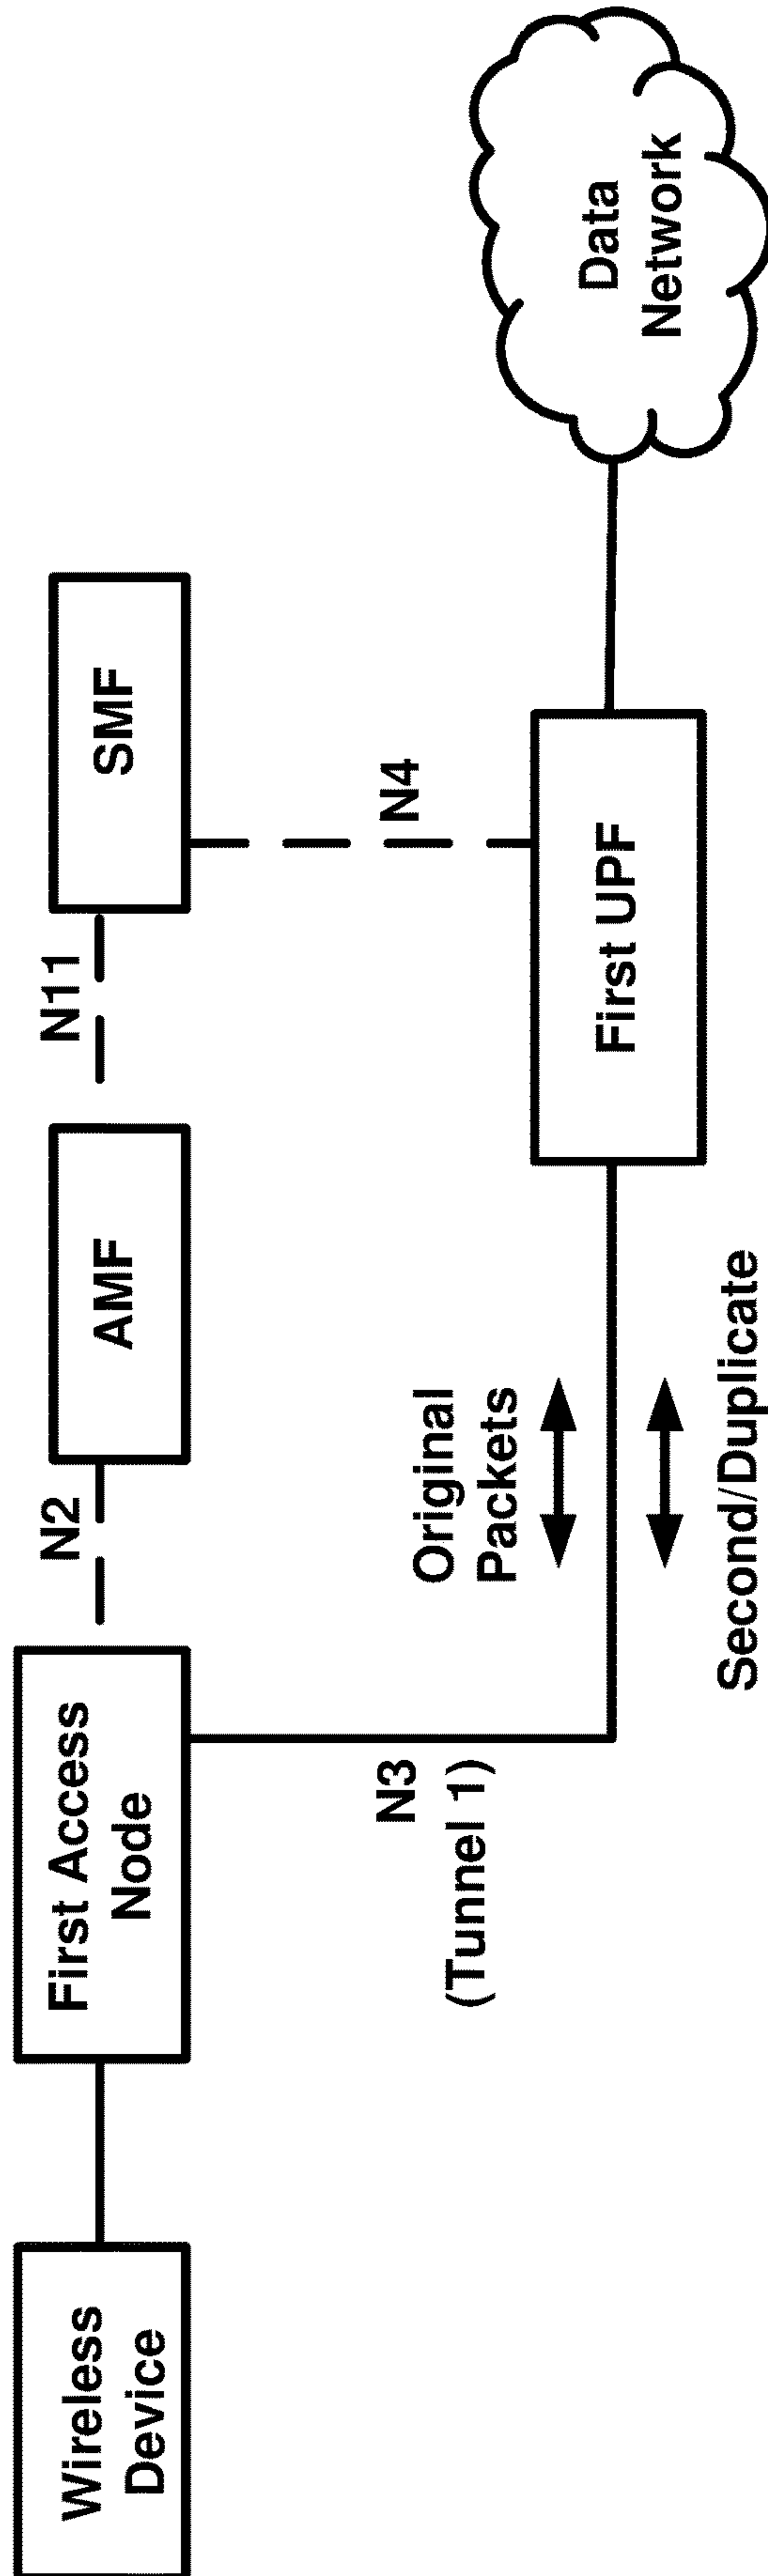 Wireless
Device
First Access
Node
N2
AMF
N11
SMF
N3
(Tunnel 1)
Original
Packets
Second/Duplicate
N4
First UPF
Data
Network